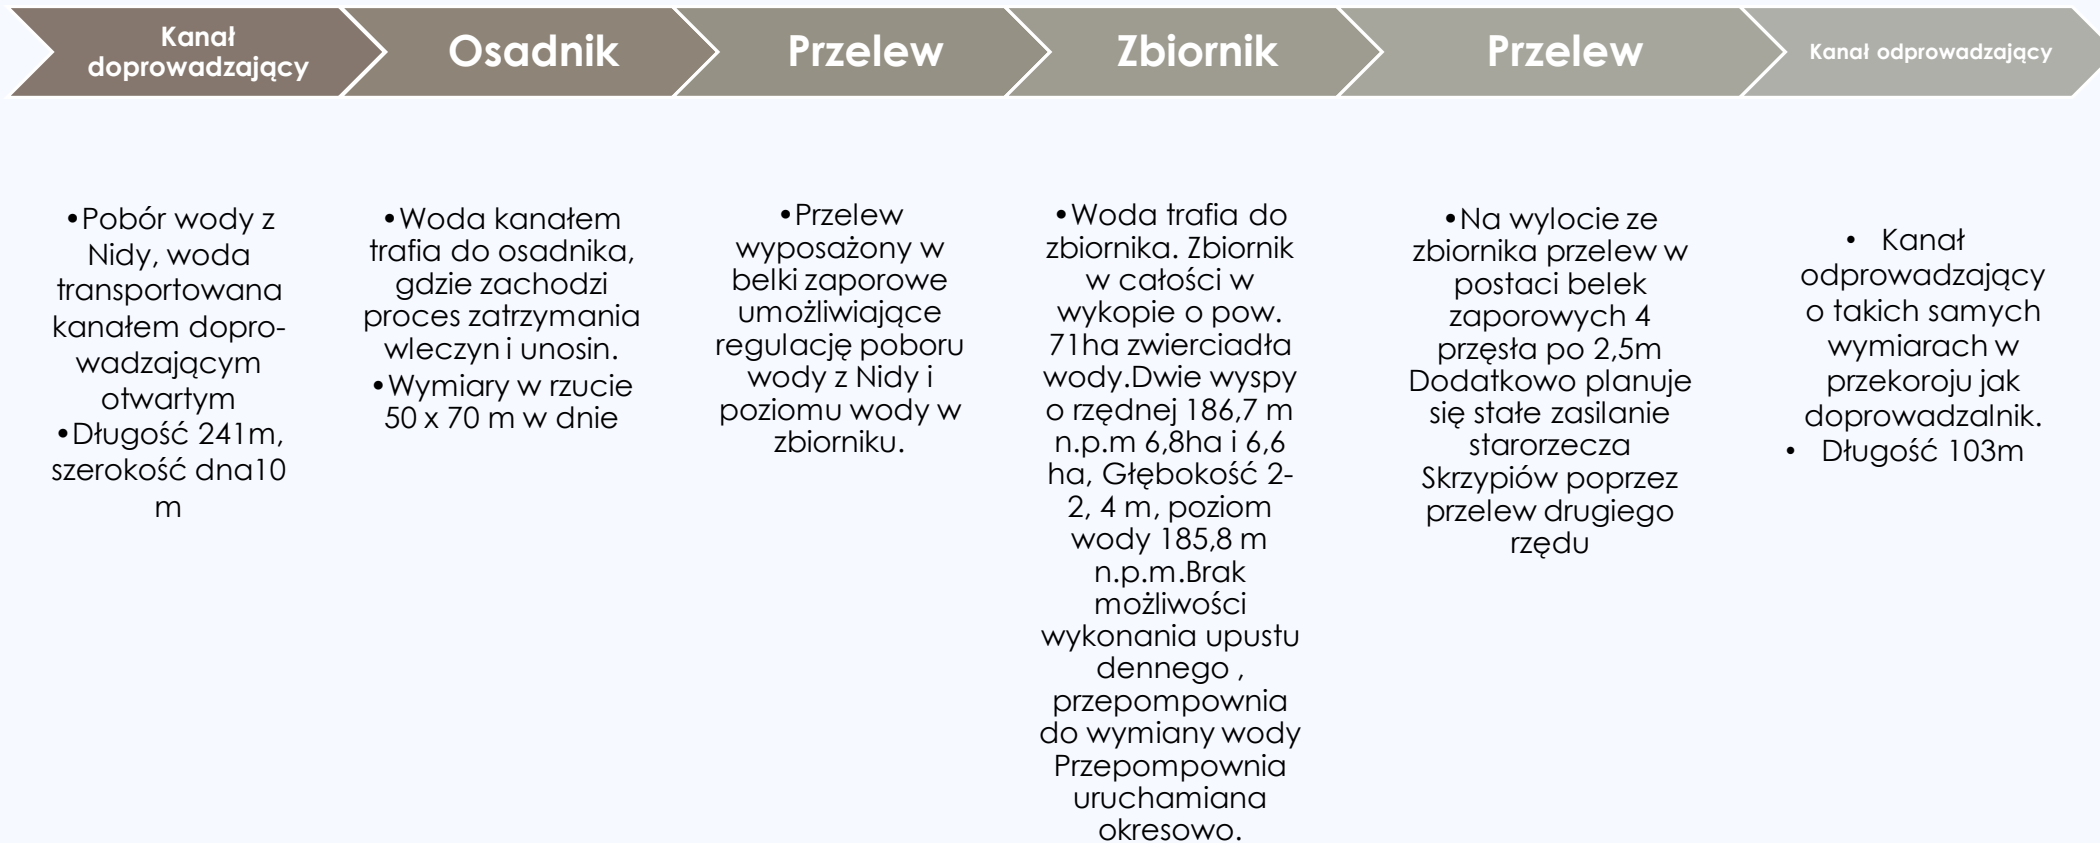 Kanał
doprowadzający
Osadnik
Przelew
Zbiornik
Przelew
Kanał odprowadzający
•Pobór wody z
Nidy, woda
transportowana
kanałem dopro-
wadzającym
otwartym
•Długość 241m,
szerokość dna10
m
•Woda kanałem
trafia do osadnika,
gdzie zachodzi
proces zatrzymania
wleczyn i unosin.
•Wymiary w rzucie
50 x 70 m w dnie
•Przelew
wyposażony w
belki zaporowe
umożliwiające
regulację poboru
wody z Nidy i
poziomu wody w
zbiorniku.
•Woda trafia do
zbiornika. Zbiornik
w całości w
wykopie o pow.
71ha zwierciadła
wody.Dwie wyspy
o rzędnej 186,7 m
n.p.m 6,8ha i 6,6
ha, Głębokość 2-
2, 4 m, poziom
wody 185,8 m
n.p.m.Brak
możliwości
wykonania upustu
dennego ,
przepompownia
do wymiany wody
Przepompownia
uruchamiana
okresowo.
•Na wylocie ze
zbiornika przelew w
postaci belek
zaporowych 4
przęsła po 2,5m
Dodatkowo planuje
się stałe zasilanie
starorzecza
Skrzypiów poprzez
przelew drugiego
rzędu
• Kanał
odprowadzający
o takich samych
wymiarach w
przekoroju jak
doprowadzalnik.
• Długość 103m